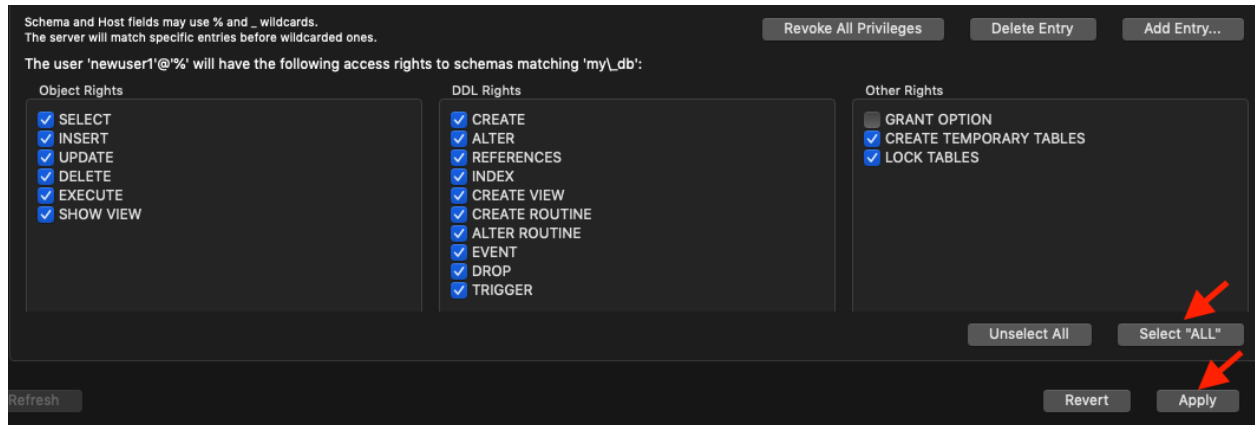 Schema and Host fields may use % and _ wildcards.
The server will match specific entries before wildcarded ones.
Revoke All Privileges
Delete Entry
Add Entry...
The user 'newuser1'@'%' will have the following access rights to schemas matching 'my\_db':
Object Rights
SELECT
INSERT
UPDATE
DELETE
EXECUTE
SHOW VIEW
DDL Rights
CREATE
ALTER
REFERENCES
INDEX
CREATE VIEW
CREATE ROUTINE
ALTER ROUTINE
EVENT
DROP
TRIGGER
Other Rights
GRANT OPTION
CREATE TEMPORARY TABLES
LOCK TABLES
Unselect All
Select "ALL"
Refresh
Revert
Apply